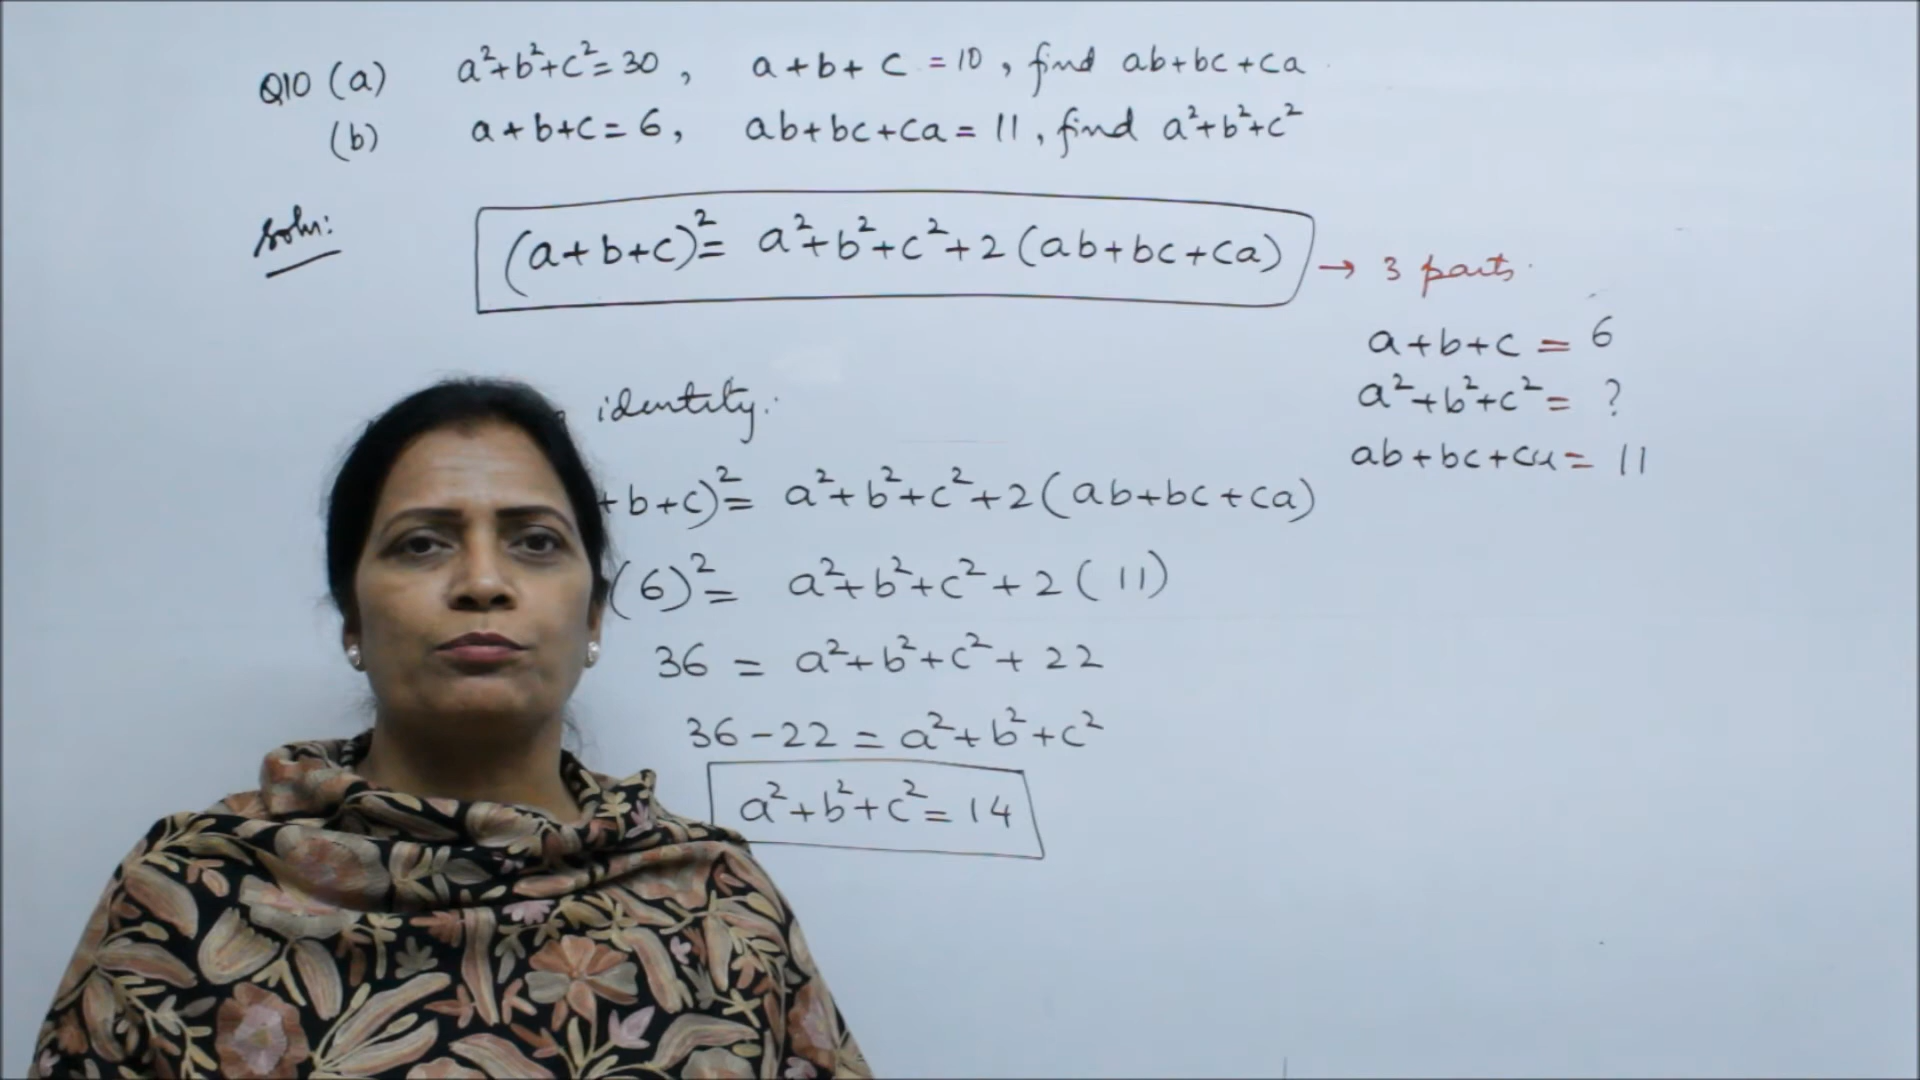 Q10 (a) a²+b²+c²=30, a+b+c=10, find ab+bc+ca
(b) a+b+c=6, ab+bc+ca=11, find a²+b²+c²
Soln:
(a+b+c)²= a²+b²+c²+2(ab+bc+ca) → 3 parts.
a+b+c = 6
a²+b²+c²= ?
ab+bc+ca= 11
identity.
+b+c)²= a²+b²+c²+2(ab+bc+ca)
(6)²= a²+b²+c²+2(11)
36 = a²+b²+c²+22
36-22=a²+b²+c²
a²+b²+c²=14